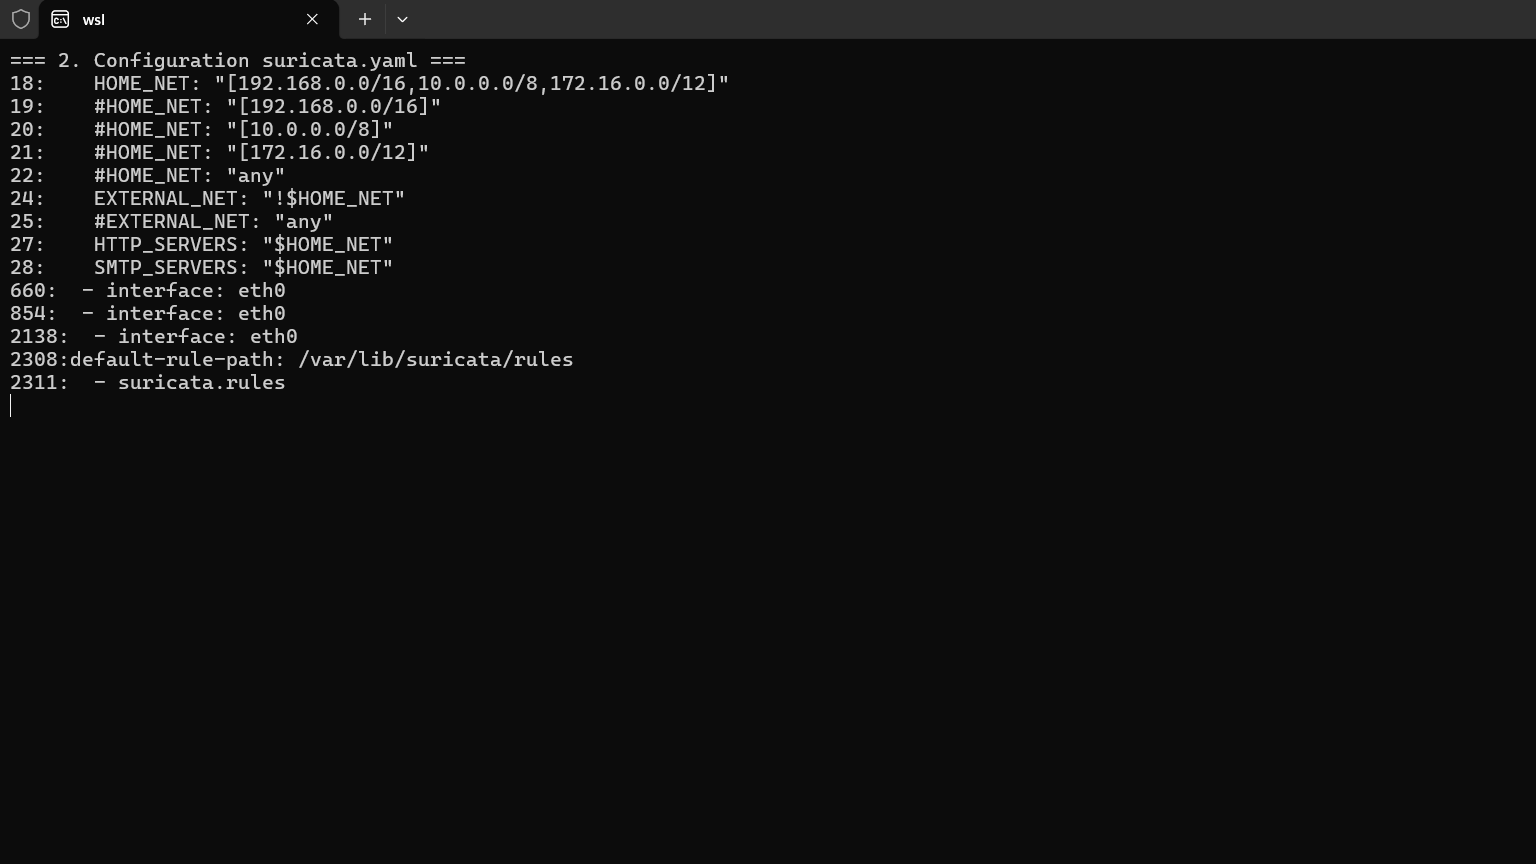 wsl
=== 2. Configuration suricata.yaml ===
18:    HOME_NET: "[192.168.0.0/16,10.0.0.0/8,172.16.0.0/12]"
19:    #HOME_NET: "[192.168.0.0/16]"
20:    #HOME_NET: "[10.0.0.0/8]"
21:    #HOME_NET: "[172.16.0.0/12]"
22:    #HOME_NET: "any"
24:    EXTERNAL_NET: "!$HOME_NET"
25:    #EXTERNAL_NET: "any"
27:    HTTP_SERVERS: "$HOME_NET"
28:    SMTP_SERVERS: "$HOME_NET"
660:  - interface: eth0
854:  - interface: eth0
2138:  - interface: eth0
2308:default-rule-path: /var/lib/suricata/rules
2311:  - suricata.rules